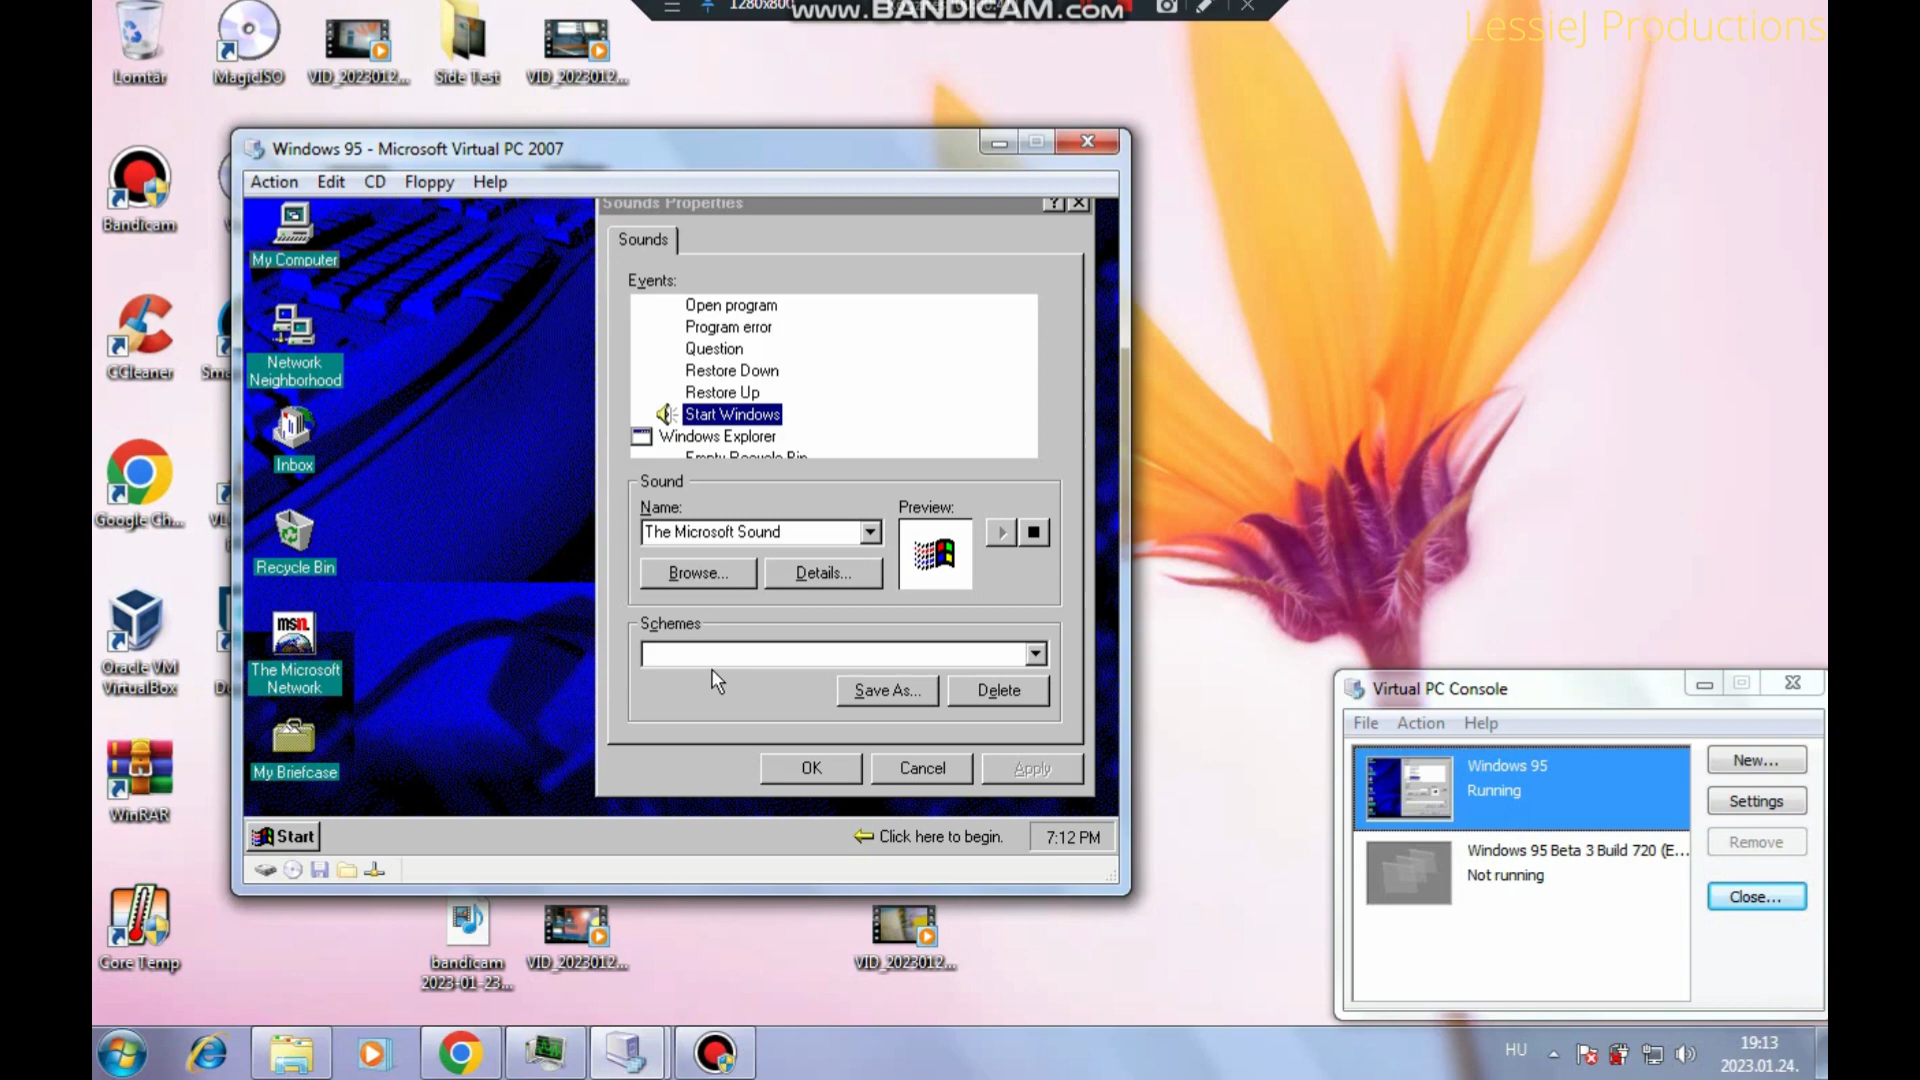 1280x800
www.BANDICAM.com
LessieJ Productions
Lomtár
MagicISO
VID_2023012...
Side Test
VID_2023012...
Bandicam
CCleaner
Google Ch...
Oracle VM
VirtualBox
WinRAR
Core Temp
Windows 95 - Microsoft Virtual PC 2007
Action Edit CD Floppy Help
My Computer
Network
Neighborhood
Inbox
Recycle Bin
msn.
The Microsoft
Network
My Briefcase
Sounds Properties
Sounds
Events:
Open program
Program error
Question
Restore Down
Restore Up
Start Windows
Windows Explorer
Empty Recycle Bin
Sound
Name:
Preview:
The Microsoft Sound
Browse...
Details...
Schemes
Save As...
Delete
OK
Cancel
Apply
Start
Click here to begin.
7:12 PM
Virtual PC Console
File Action Help
Windows 95
Running
Windows 95 Beta 3 Build 720 (E...
Not running
New...
Settings
Remove
Close...
bandicam
2023-01-23...
VID_2023012...
VID_2023012...
HU
19:13
2023.01.24.